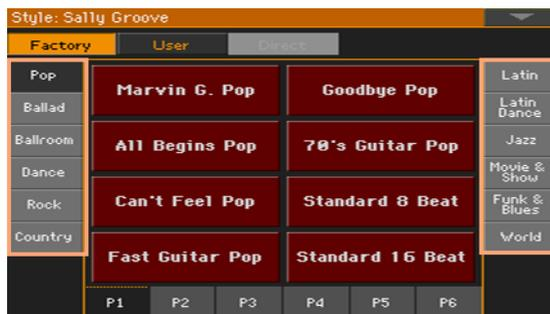 Style: Sally Groove
Factory User Direct
Pop
Ballad
Ballroom
Dance
Rock
Country
Marvin G. Pop Goodbye Pop
All Begins Pop 70's Guitar Pop
Can't Feel Pop Standard 8 Beat
Fast Guitar Pop Standard 16 Beat
Latin
Latin
Dance
Jazz
Movie &
Show
Funk &
Blues
World
P1 P2 P3 P4 P5 P6